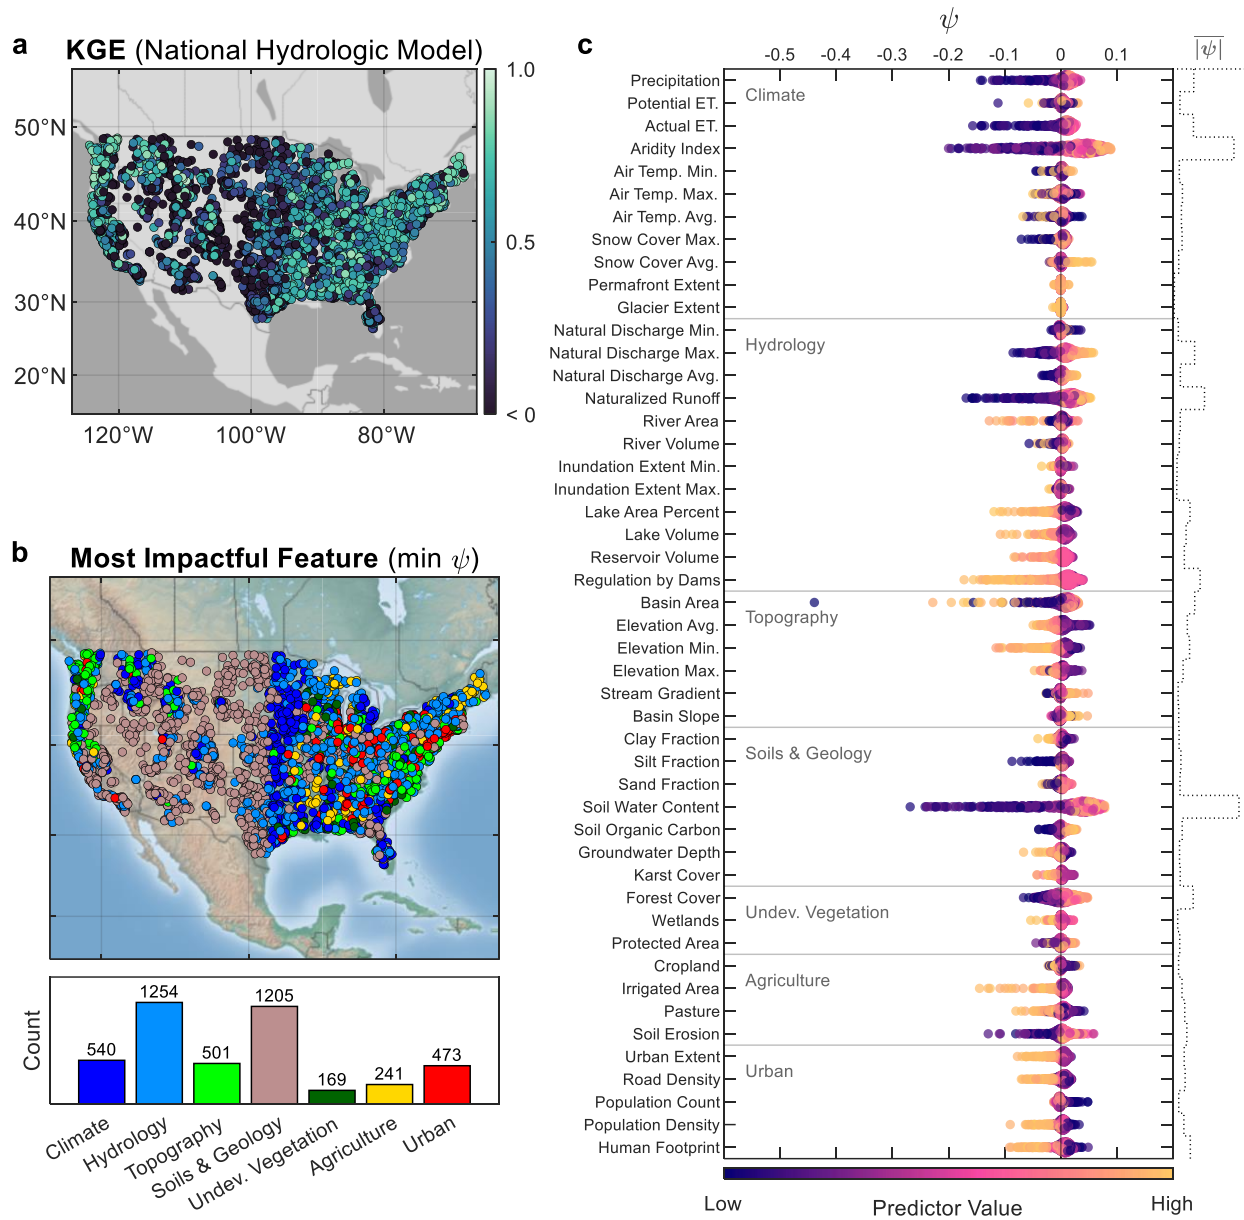 a
KGE (National Hydrologic Model)
1.0
0.5
< 0
50°N
40°N
30°N
20°N
120°W
100°W
80°W
b
Most Impactful Feature (min ψ)
Count
540
1254
501
1205
169
241
473
Climate
Hydrology
Topography
Soils & Geology
Undev. Vegetation
Agriculture
Urban
c
ψ
|ψ|
-0.5
-0.4
-0.3
-0.2
-0.1
0
0.1
Climate
Precipitation
Potential ET.
Actual ET.
Aridity Index
Air Temp. Min.
Air Temp. Max.
Air Temp. Avg.
Snow Cover Max.
Snow Cover Avg.
Permafront Extent
Glacier Extent
Hydrology
Natural Discharge Min.
Natural Discharge Max.
Natural Discharge Avg.
Naturalized Runoff
River Area
River Volume
Inundation Extent Min.
Inundation Extent Max.
Lake Area Percent
Lake Volume
Reservoir Volume
Regulation by Dams
Topography
Basin Area
Elevation Avg.
Elevation Min.
Elevation Max.
Stream Gradient
Basin Slope
Soils & Geology
Clay Fraction
Silt Fraction
Sand Fraction
Soil Water Content
Soil Organic Carbon
Groundwater Depth
Karst Cover
Undev. Vegetation
Forest Cover
Wetlands
Protected Area
Agriculture
Cropland
Irrigated Area
Pasture
Soil Erosion
Urban
Urban Extent
Road Density
Population Count
Population Density
Human Footprint
Low
Predictor Value
High